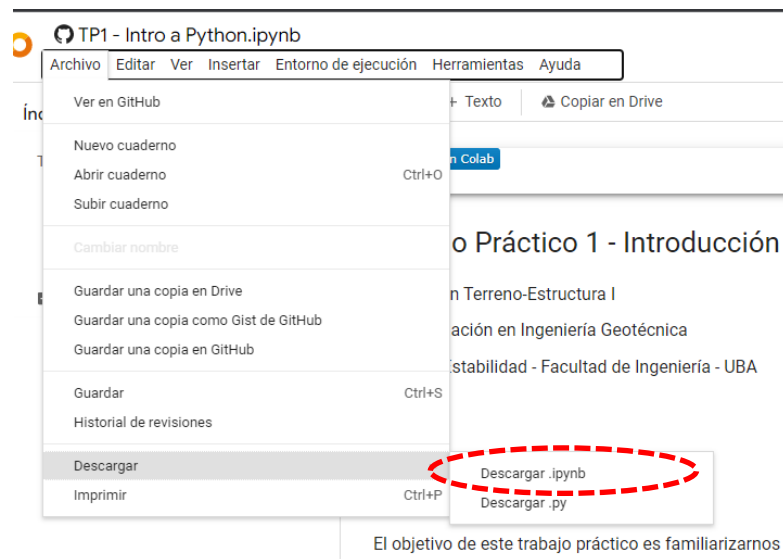 TP1 - Intro a Python.ipynb
Archivo Editar Ver Insertar Entorno de ejecución Herramientas Ayuda
+ Texto Copiar en Drive
Ver en GitHub
Nuevo cuaderno
Abrir cuaderno Ctrl+O
Subir cuaderno
Cambiar nombre
Guardar una copia en Drive
Guardar una copia como Gist de GitHub
Guardar una copia en GitHub
Guardar Ctrl+S
Historial de revisiones
Descargar
Imprimir Ctrl+P
Descargar .ipynb
Descargar .py
n Colab
o Práctico 1 - Introducción
n Terreno-Estructura I
ación en Ingeniería Geotécnica
stabilidad - Facultad de Ingeniería - UBA
El objetivo de este trabajo práctico es familiarizarnos